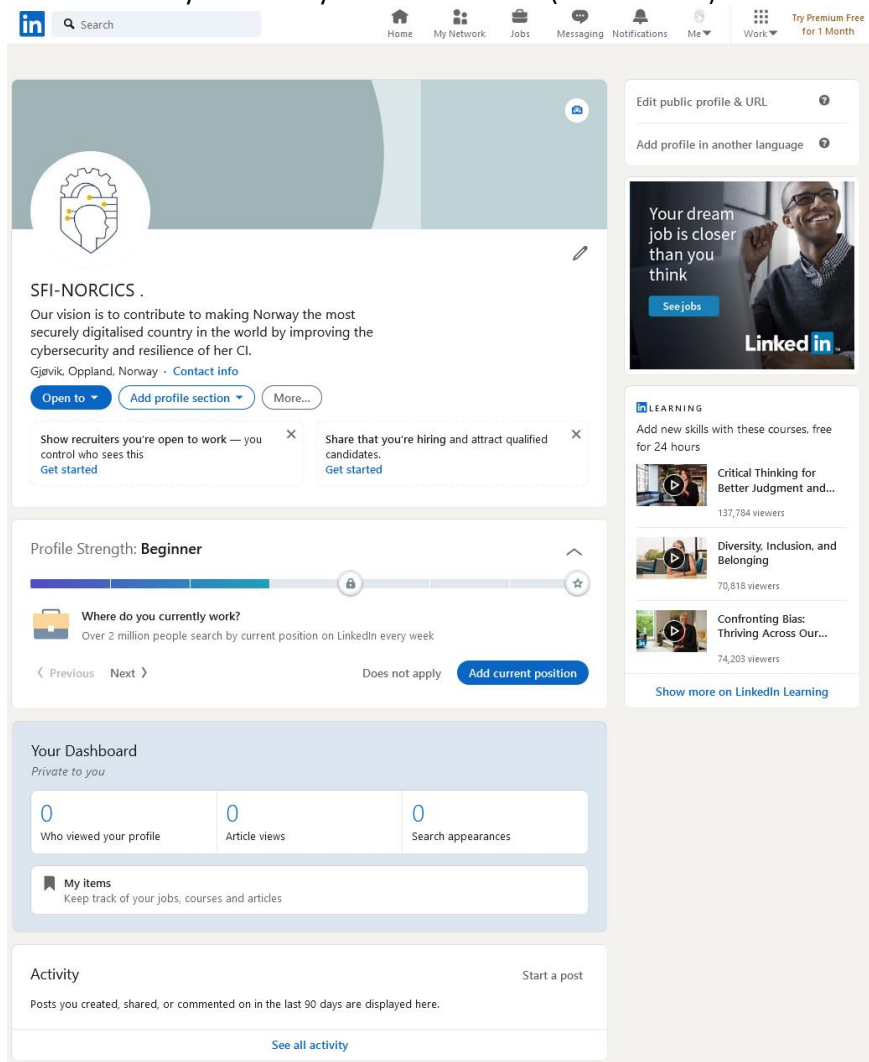 in
Search
Home
My Network
Jobs
Messaging
Notifications
Me
Work
Try Premium Free
for 1 Month
SFI-NORCICS .
Our vision is to contribute to making Norway the most
securely digitalised country in the world by improving the
cybersecurity and resilience of her CI.
Gjøvik, Oppland, Norway · Contact info
Open to
Add profile section
More...
Show recruiters you're open to work — you
control who sees this
Get started
Share that you're hiring and attract qualified
candidates.
Get started
Profile Strength: Beginner
Where do you currently work?
Over 2 million people search by current position on LinkedIn every week
Previous
Next
Does not apply
Add current position
Your Dashboard
Private to you
0
Who viewed your profile
0
Article views
0
Search appearances
My items
Keep track of your jobs, courses and articles
Activity
Start a post
Posts you created, shared, or commented on in the last 90 days are displayed here.
See all activity
Edit public profile & URL
Add profile in another language
Your dream
job is closer
than you
think
See jobs
Linked in
in LEARNING
Add new skills with these courses, free
for 24 hours
Critical Thinking for
Better Judgment and...
137,784 viewers
Diversity, Inclusion, and
Belonging
70,818 viewers
Confronting Bias:
Thriving Across Our...
74,203 viewers
Show more on LinkedIn Learning